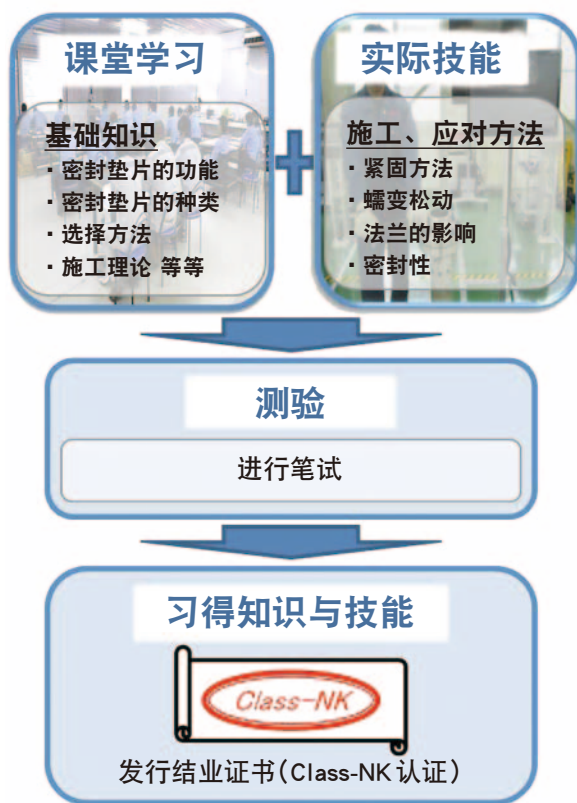 课堂学习
基础知识
・密封垫片的功能
・密封垫片的种类
・选择方法
・施工理论 等等
+
实际技能
施工、应对方法
・紧固方法
・蠕变松动
・法兰的影响
・密封性
测验
进行笔试
习得知识与技能
Class-NK
发行结业证书(Class-NK认证)